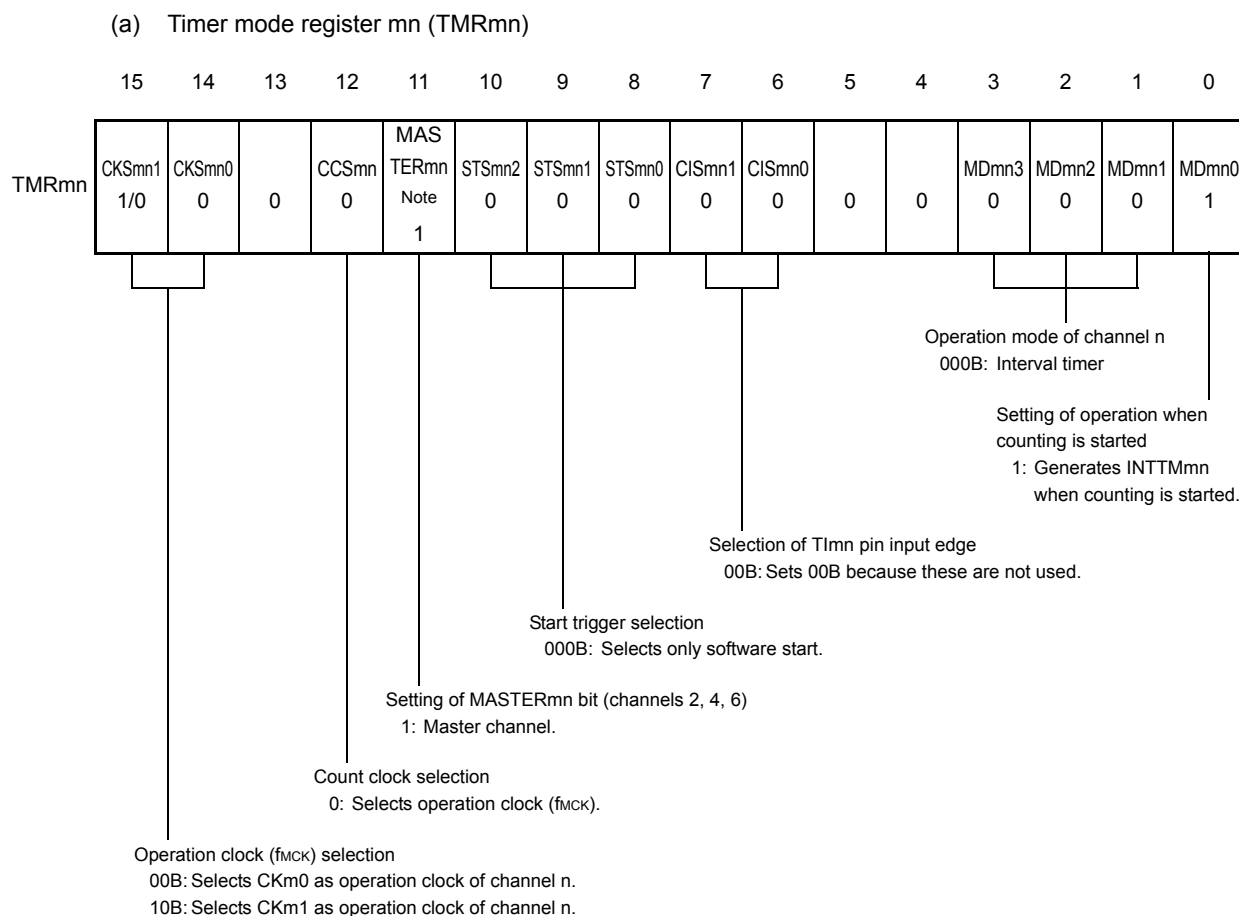 (a) Timer mode register mn (TMRmn)
15 14 13 12 11 10 9 8 7 6 5 4 3 2 1 0
TMRmn
CKSmn1 1/0
CKSmn0 0
0
CCSmn 0
MAS
TERmn
Note
1
STSmn2 0
STSmn1 0
STSmn0 0
CISmn1 0
CISmn0 0
0
0
MDmn3 0
MDmn2 0
MDmn1 0
MDmn0 1
Operation mode of channel n
000B: Interval timer
Setting of operation when
counting is started
1: Generates INTTMmn
when counting is started.
Selection of TImn pin input edge
00B: Sets 00B because these are not used.
Start trigger selection
000B: Selects only software start.
Setting of MASTERmn bit (channels 2, 4, 6)
1: Master channel.
Count clock selection
0: Selects operation clock (fMCK).
Operation clock (fMCK) selection
00B: Selects CKm0 as operation clock of channel n.
10B: Selects CKm1 as operation clock of channel n.